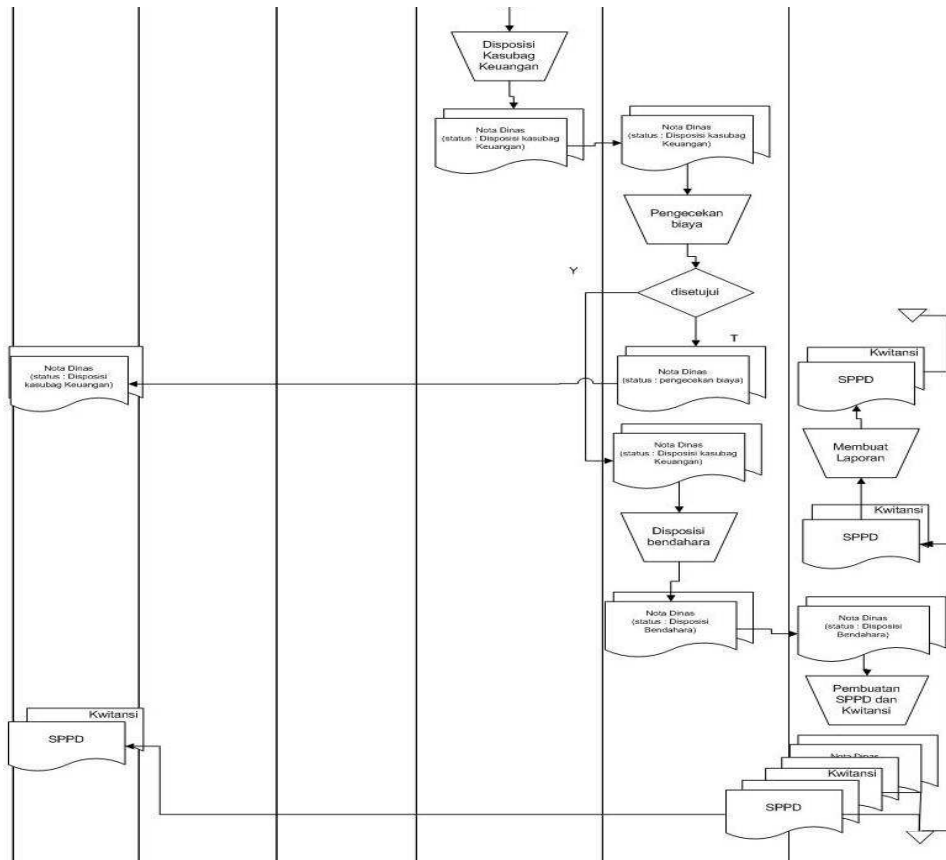 Disposisi
Kasubag
Keuangan
Nota Dinas
(status : Disposisi kasubag
Keuangan)
Nota Dinas
(status : Disposisi kasubag
Keuangan)
Pengecekan
biaya
Y
disetujui
T
Nota Dinas
(status : Disposisi
kasubag Keuangan)
Nota Dinas
(status : pengecekan biaya)
Kwitansi
SPPD
Membuat
Laporan
Nota Dinas
(status : Disposisi kasubag
Keuangan)
Kwitansi
SPPD
Disposisi
bendahara
Nota Dinas
(status : Disposisi
Bendahara)
Nota Dinas
(status : Disposisi
Bendahara)
Pembuatan
SPPD dan
Kwitansi
Kwitansi
SPPD
Nota Dinas
Kwitansi
SPPD